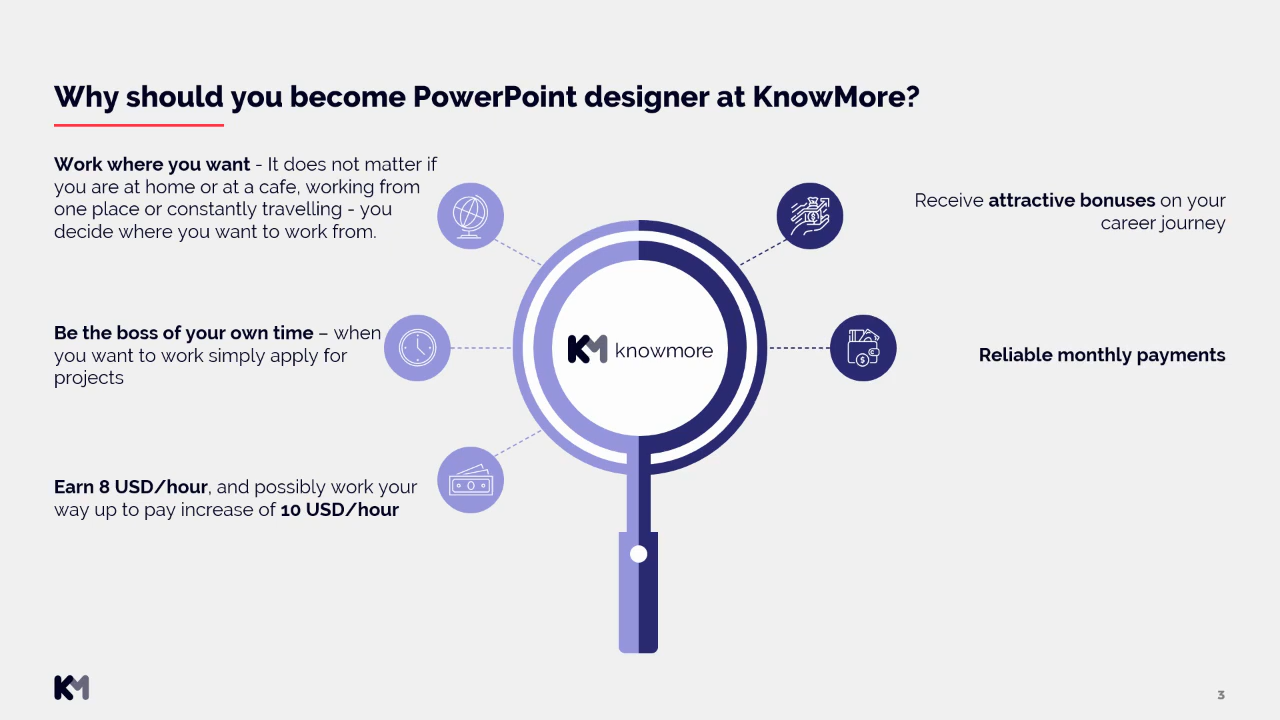 Why should you become PowerPoint designer at KnowMore?
Work where you want - It does not matter if
you are at home or at a cafe, working from
one place or constantly travelling - you
decide where you want to work from.
Be the boss of your own time – when
you want to work simply apply for
projects
Earn 8 USD/hour, and possibly work your
way up to pay increase of 10 USD/hour
KM knowmore
Receive attractive bonuses on your
career journey
Reliable monthly payments
KM
3